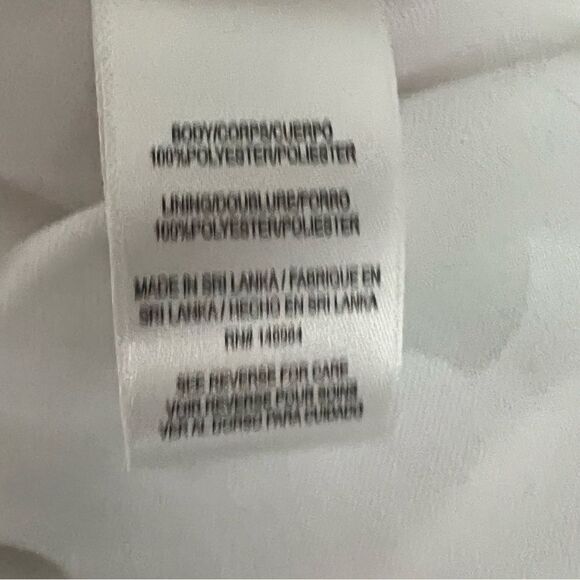 BODY/CORPS/CUERPO
100%POLYESTER/POLIESTER
LINING/DOUBLURE/FORRO
100%POLYESTER/POLIESTER
MADE IN SRI LANKA / FABRIQUE EN
SRI LANKA / HECHO EN SRI LANKA
RN#
SEE REVERSE FOR CARE
VOIR REVERSE POUR SOINS
VER AL DORSO PARA CUIDADO